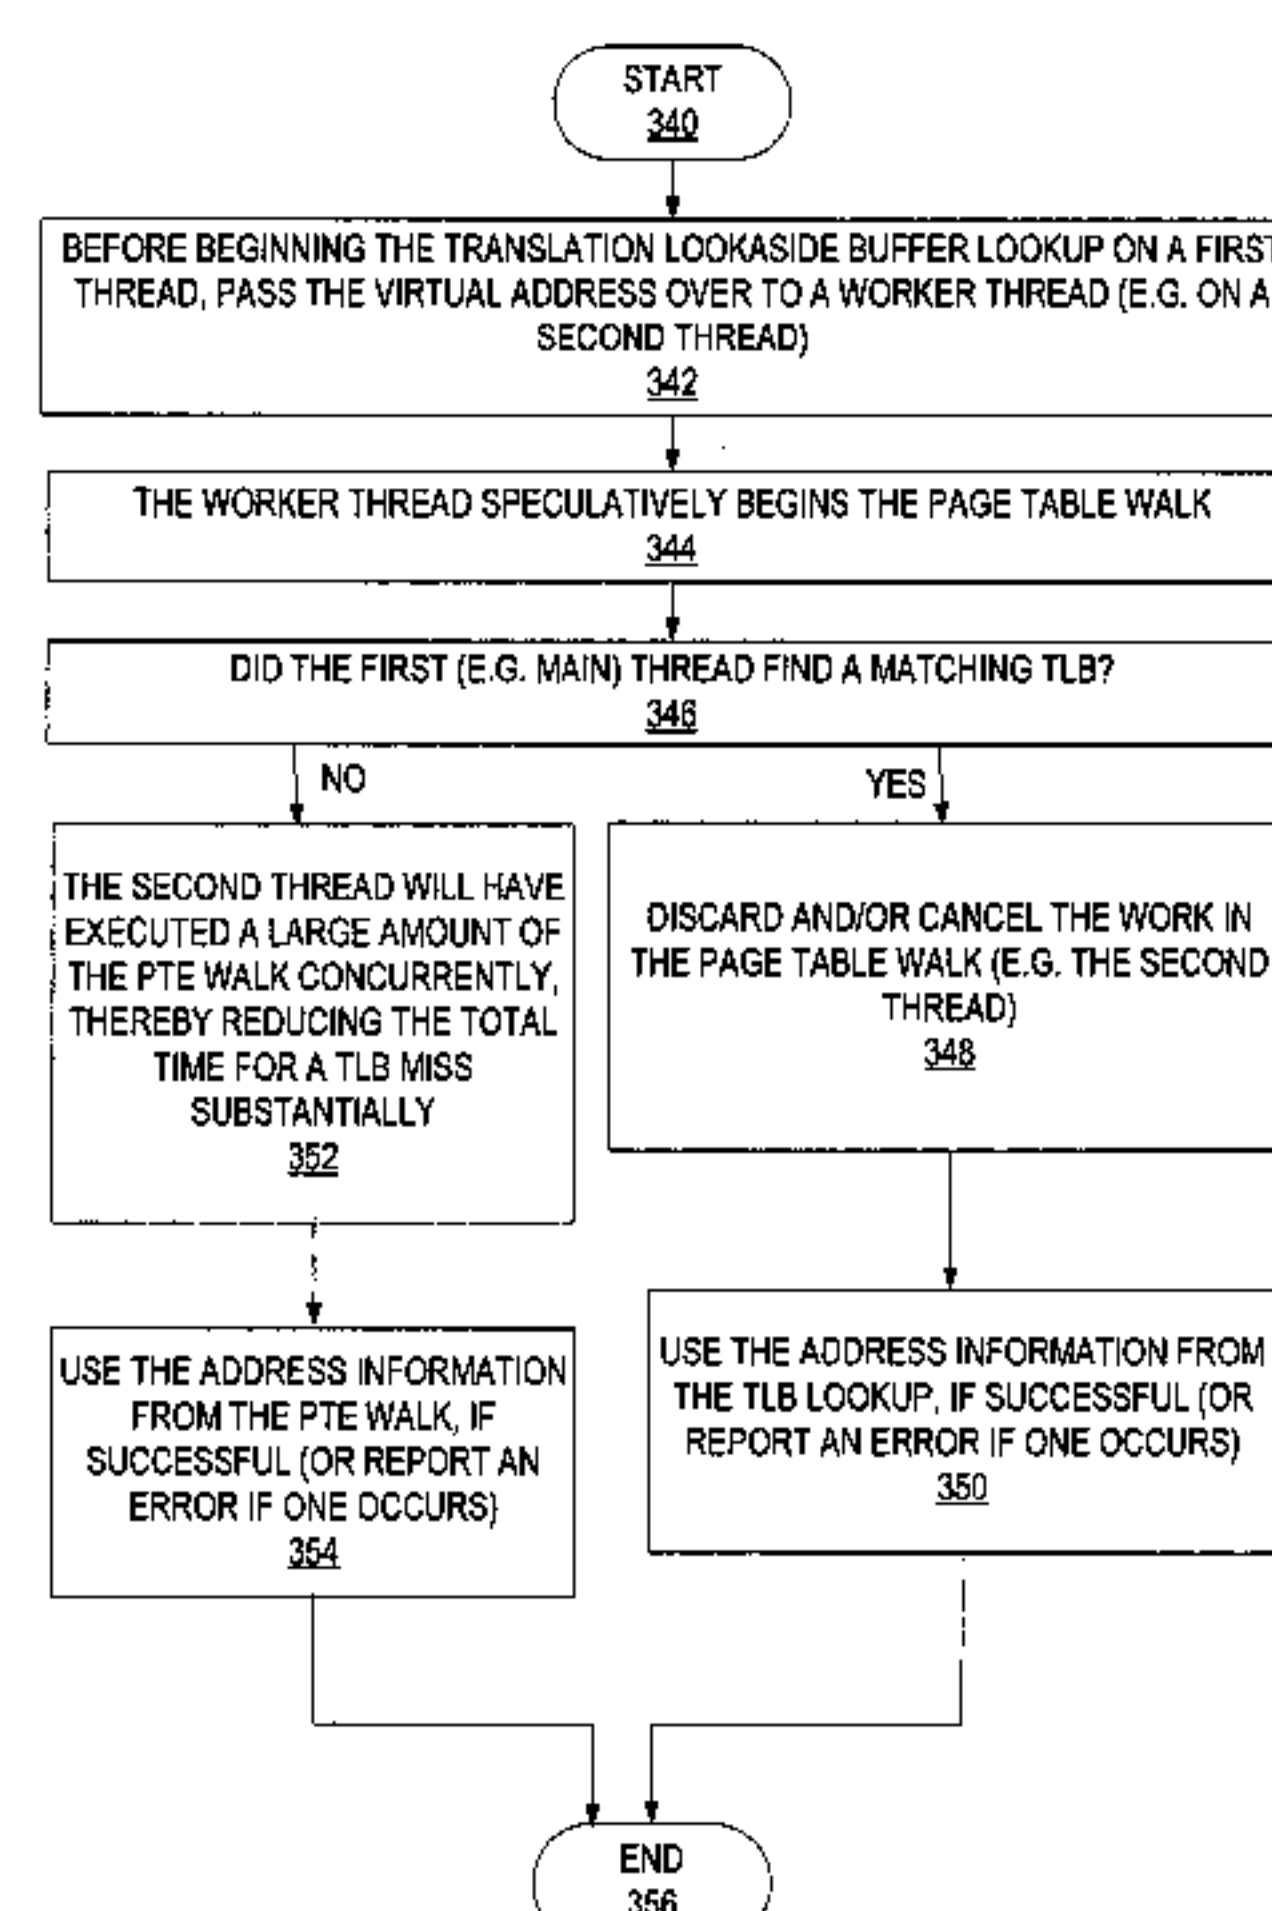 START
340
BEFORE BEGINNING THE TRANSLATION LOOKASIDE BUFFER LOOKUP ON A FIRST
THREAD, PASS THE VIRTUAL ADDRESS OVER TO A WORKER THREAD (E.G. ON A
SECOND THREAD)
342
THE WORKER THREAD SPECULATIVELY BEGINS THE PAGE TABLE WALK
344
DID THE FIRST (E.G. MAIN) THREAD FIND A MATCHING TLB?
346
NO
YES
THE SECOND THREAD WILL HAVE
EXECUTED A LARGE AMOUNT OF
THE PTE WALK CONCURRENTLY,
THEREBY REDUCING THE TOTAL
TIME FOR A TLB MISS
SUBSTANTIALLY
352
DISCARD AND/OR CANCEL THE WORK IN
THE PAGE TABLE WALK (E.G. THE SECOND
THREAD)
348
USE THE ADDRESS INFORMATION
FROM THE PTE WALK, IF
SUCCESSFUL (OR REPORT AN
ERROR IF ONE OCCURS)
354
USE THE ADDRESS INFORMATION FROM
THE TLB LOOKUP, IF SUCCESSFUL (OR
REPORT AN ERROR IF ONE OCCURS)
350
END
356